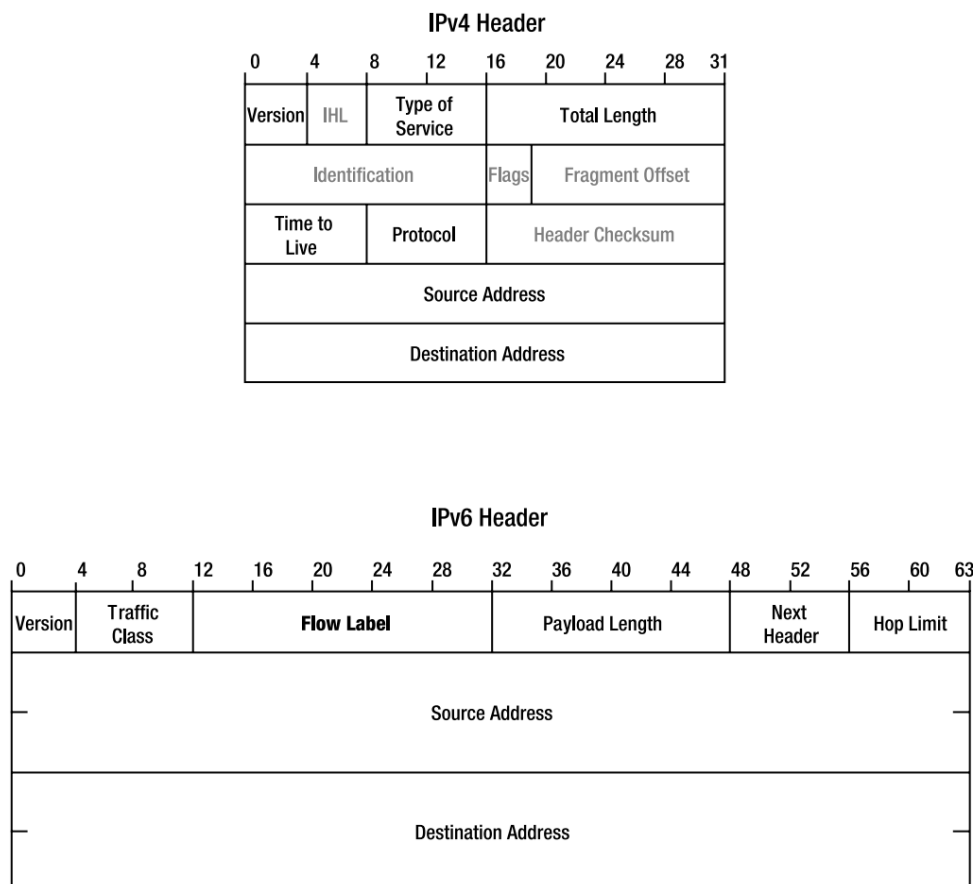 IPv4 Header
0 4 8 12 16 20 24 28 31
Version IHL Type of Service Total Length
Identification Flags Fragment Offset
Time to Live Protocol Header Checksum
Source Address
Destination Address
IPv6 Header
0 4 8 12 16 20 24 28 32 36 40 44 48 52 56 60 63
Version Traffic Class Flow Label Payload Length Next Header Hop Limit
Source Address
Destination Address